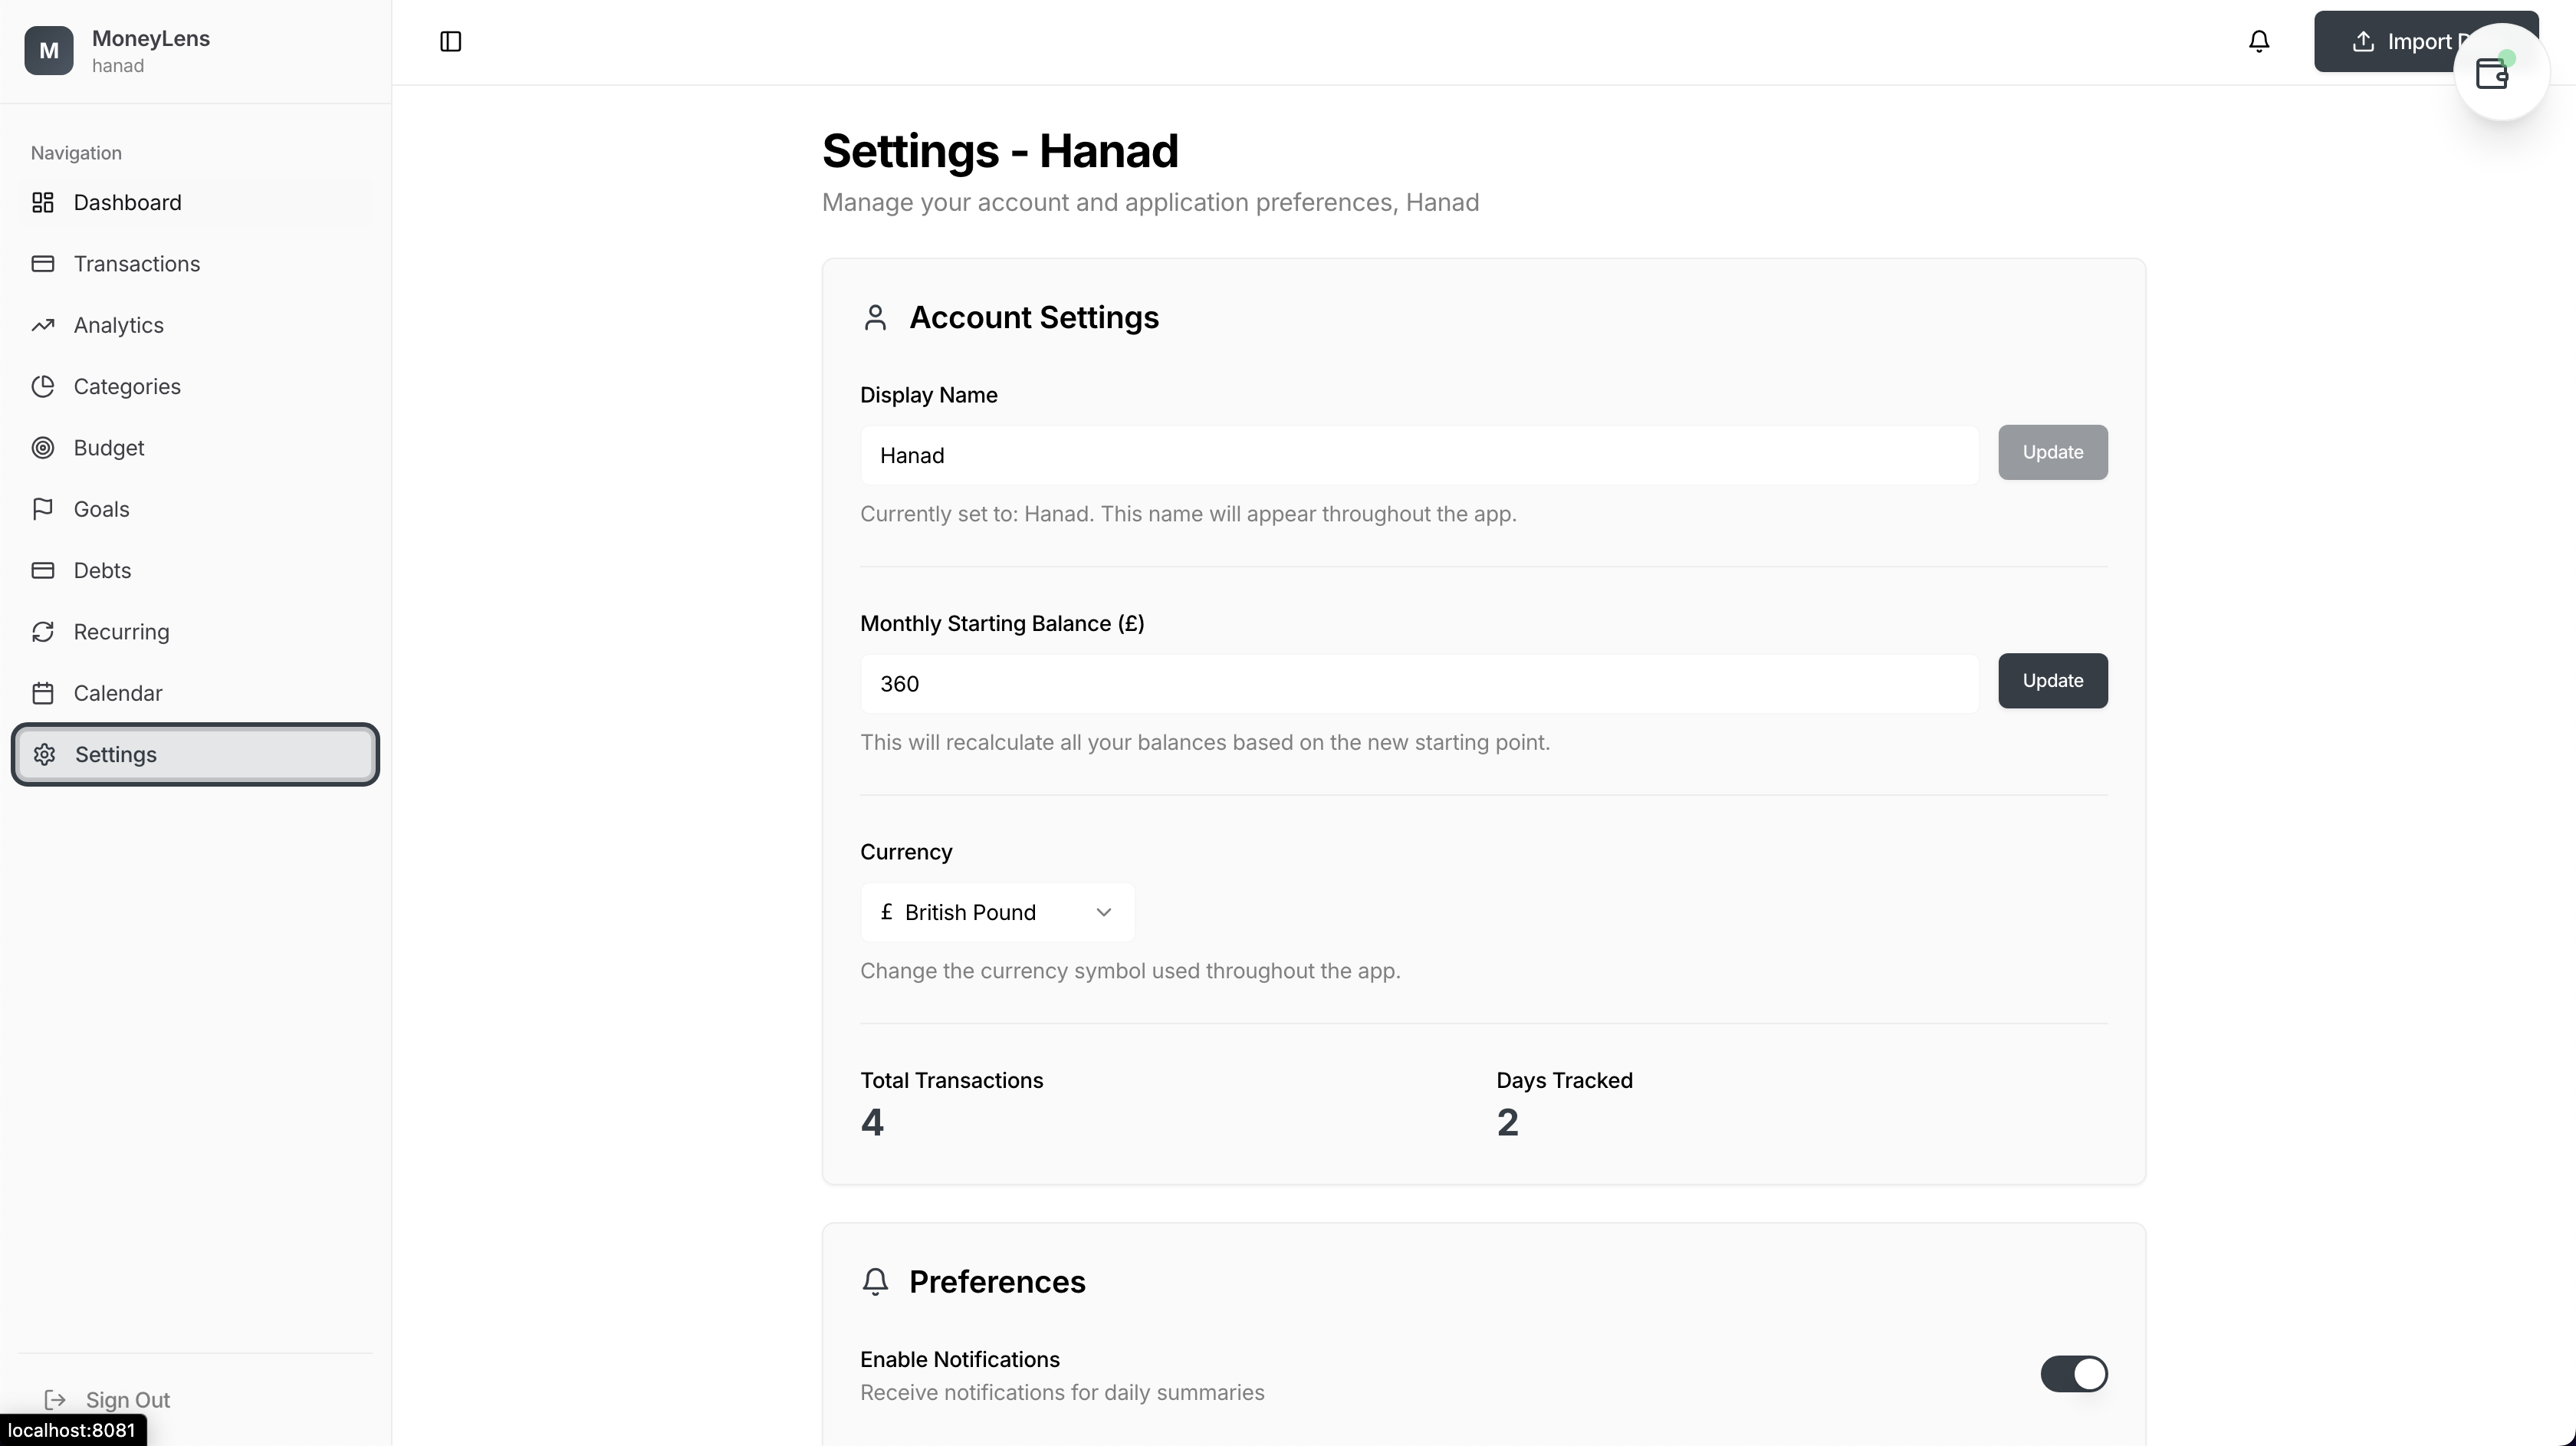 M
MoneyLens
hanad
Import
Navigation
Dashboard
Transactions
Analytics
Categories
Budget
Goals
Debts
Recurring
Calendar
Settings
Sign Out
localhost:8081
Settings - Hanad
Manage your account and application preferences, Hanad
Account Settings
Display Name
Hanad
Update
Currently set to: Hanad. This name will appear throughout the app.
Monthly Starting Balance (£)
360
Update
This will recalculate all your balances based on the new starting point.
Currency
£ British Pound
Change the currency symbol used throughout the app.
Total Transactions
4
Days Tracked
2
Preferences
Enable Notifications
Receive notifications for daily summaries